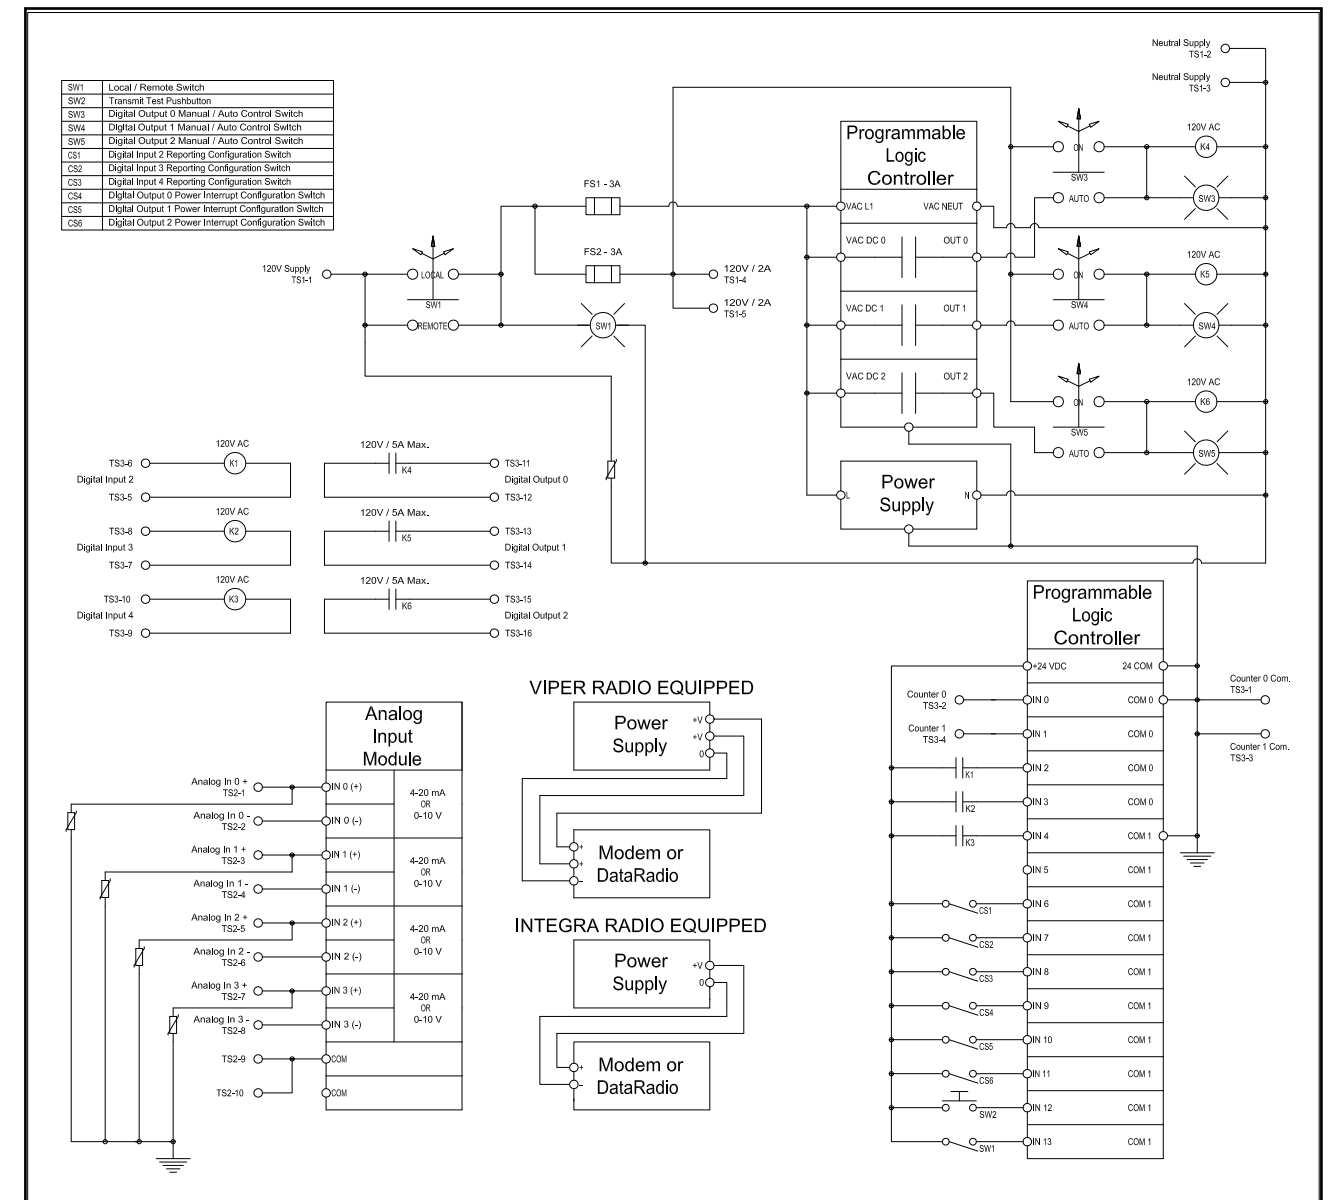 SW1 Local / Remote Switch
SW2 Transmit Test Pushbutton
SW3 Digital Output 0 Manual / Auto Control Switch
SW4 Digital Output 1 Manual / Auto Control Switch
SW5 Digital Output 2 Manual / Auto Control Switch
CS1 Digital Input 2 Reporting Configuration Switch
CS2 Digital Input 3 Reporting Configuration Switch
CS3 Digital Input 4 Reporting Configuration Switch
CS4 Digital Output 0 Power Interrupt Configuration Switch
CS5 Digital Output 1 Power Interrupt Configuration Switch
CS6 Digital Output 2 Power Interrupt Configuration Switch
Neutral Supply
TS1-2
Neutral Supply
TS1-3
120V Supply
TS1-1
LOCAL
SW1
REMOTE
SW1
FS1 - 3A
FS2 - 3A
120V / 2A
TS1-4
120V / 2A
TS1-5
Programmable
Logic
Controller
VAC L1 VAC NEUT
VAC DC 0 OUT 0
VAC DC 1 OUT 1
VAC DC 2 OUT 2
Power
Supply
L N
ON
SW3
AUTO
120V AC
K4
SW3
ON
SW4
AUTO
120V AC
K5
SW4
ON
SW5
AUTO
120V AC
K6
SW5
120V AC
TS3-6 K1
Digital Input 2
TS3-5
120V AC
TS3-8 K2
Digital Input 3
TS3-7
120V AC
TS3-10 K3
Digital Input 4
TS3-9
120V / 5A Max.
K4 TS3-11
Digital Output 0
TS3-12
120V / 5A Max.
K5 TS3-13
Digital Output 1
TS3-14
120V / 5A Max.
K6 TS3-15
Digital Output 2
TS3-16
Analog
Input
Module
Analog In 0 +
TS2-1
IN 0 (+)
Analog In 0 -
TS2-2
IN 0 (-)
4-20 mA
OR
0-10 V
Analog In 1 +
TS2-3
IN 1 (+)
Analog In 1 -
TS2-4
IN 1 (-)
4-20 mA
OR
0-10 V
Analog In 2 +
TS2-5
IN 2 (+)
Analog In 2 -
TS2-6
IN 2 (-)
4-20 mA
OR
0-10 V
Analog In 3 +
TS2-7
IN 3 (+)
Analog In 3 -
TS2-8
IN 3 (-)
4-20 mA
OR
0-10 V
TS2-9 COM
TS2-10 COM
VIPER RADIO EQUIPPED
Power
Supply
+V
+V
0
Modem or
DataRadio
+
+
-
INTEGRA RADIO EQUIPPED
Power
Supply
+V
0
Modem or
DataRadio
+
-
Programmable
Logic
Controller
+24 VDC 24 COM
Counter 0
TS3-2
IN 0 COM 0
Counter 0 Com.
TS3-1
Counter 1
TS3-4
IN 1 COM 0
Counter 1 Com.
TS3-3
K1 IN 2 COM 0
K2 IN 3 COM 0
K3 IN 4 COM 1
IN 5 COM 1
CS1 IN 6 COM 1
CS2 IN 7 COM 1
CS3 IN 8 COM 1
CS4 IN 9 COM 1
CS5 IN 10 COM 1
CS6 IN 11 COM 1
SW2 IN 12 COM 1
SW1 IN 13 COM 1